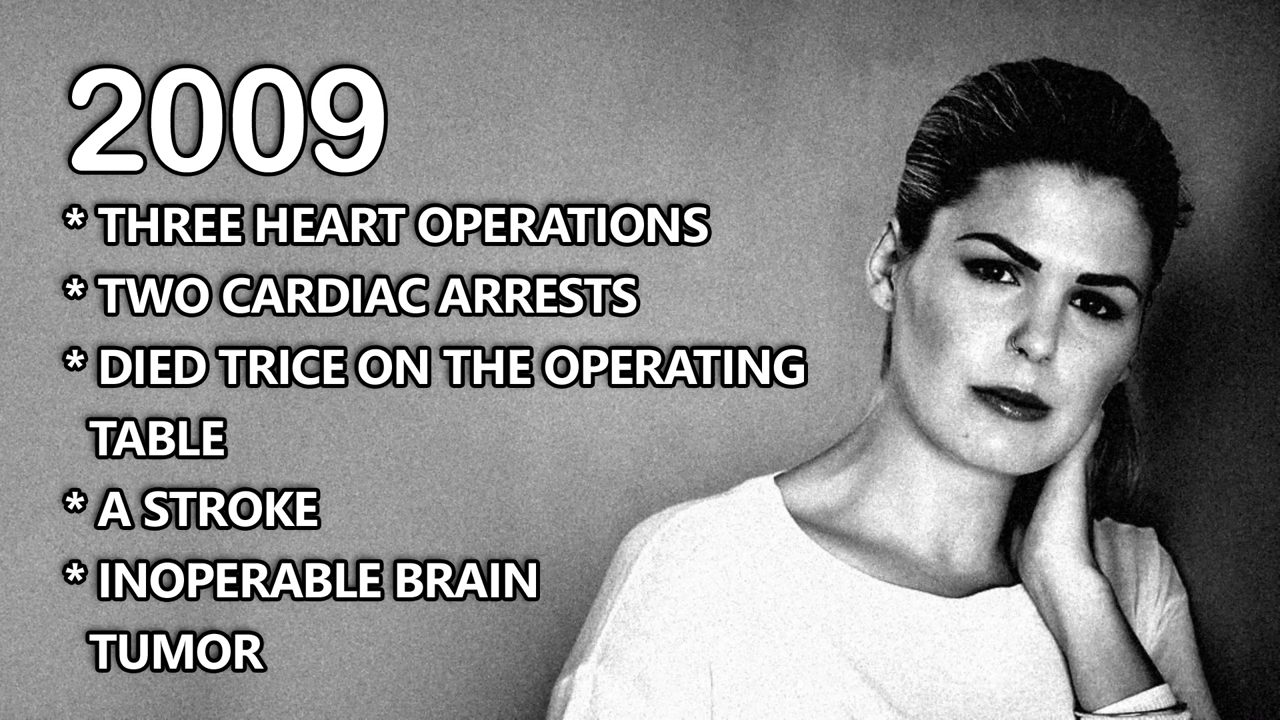 2009
* THREE HEART OPERATIONS
* TWO CARDIAC ARRESTS
* DIED TRICE ON THE OPERATING
TABLE
* A STROKE
* INOPERABLE BRAIN
TUMOR